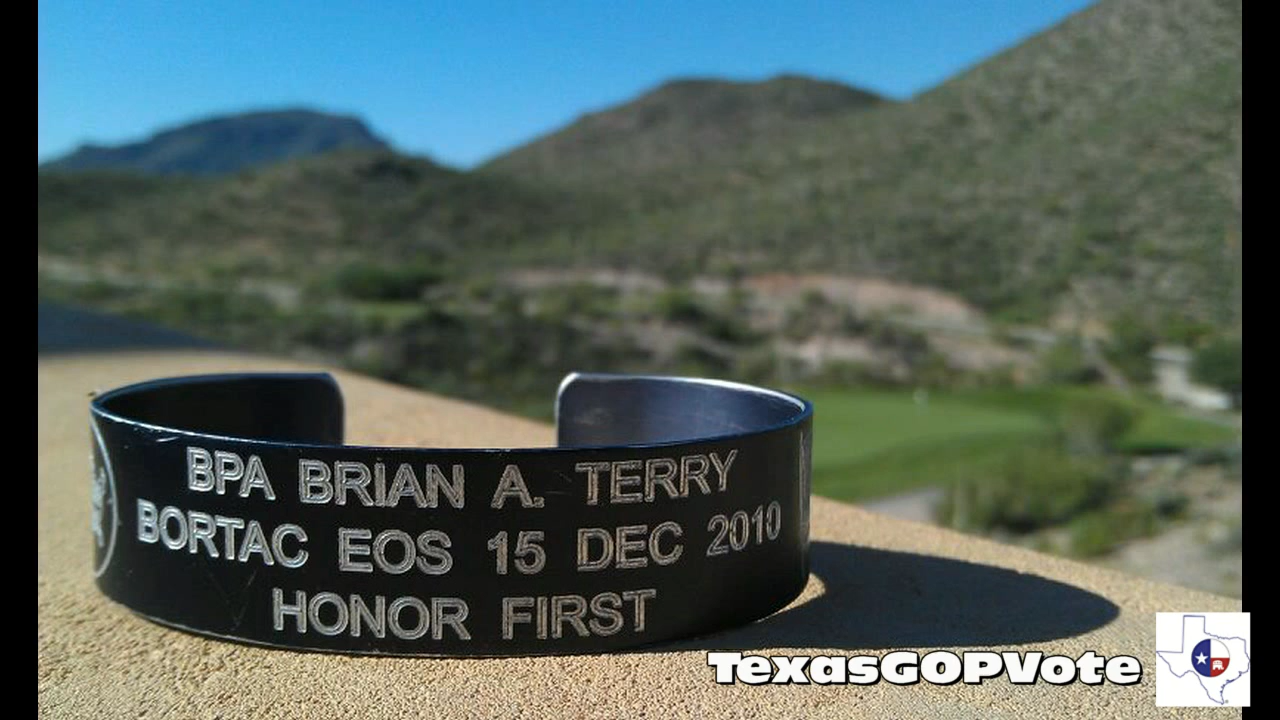 BPA BRIAN A. TERRY
BORTAC EOS 15 DEC 2010
HONOR FIRST
TexasGOPVote